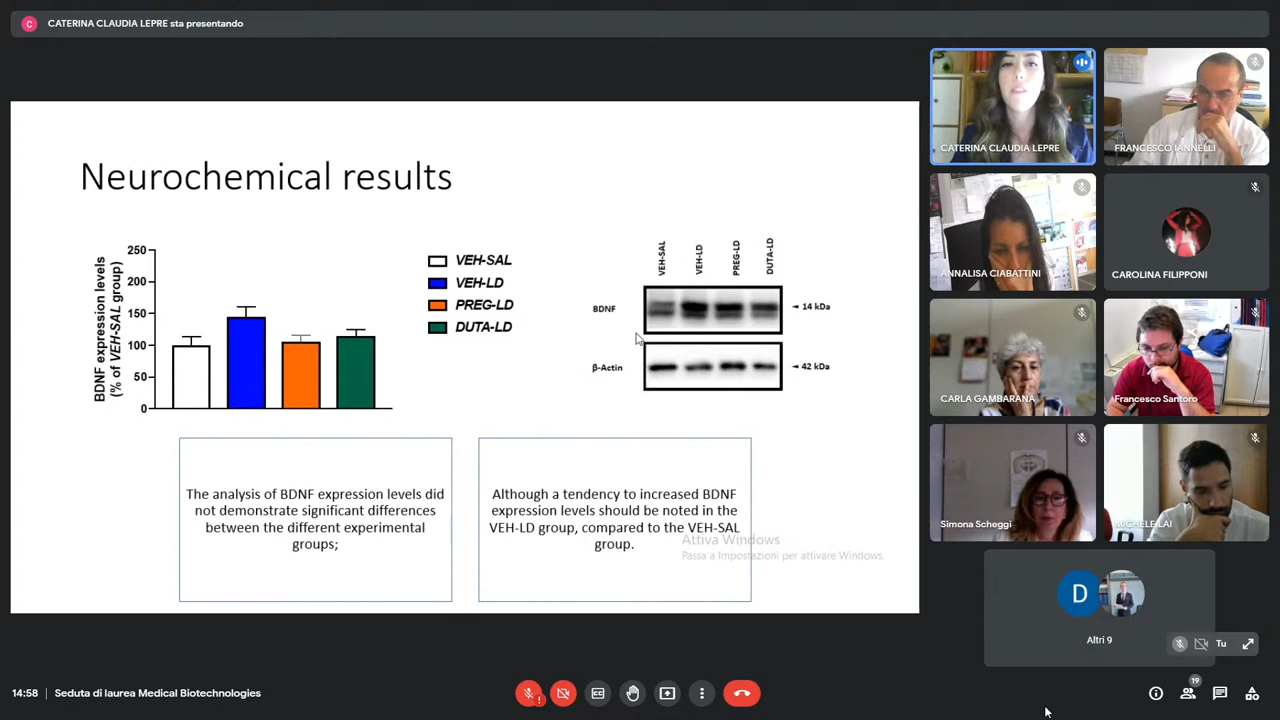 C CATERINA CLAUDIA LEPRE sta presentando
Neurochemical results
BDNF expression levels
(% of VEH-SAL group)
250
200
150
100
50
0
VEH-SAL
VEH-LD
PREG-LD
DUTA-LD
VEH-SAL
VEH-LD
PREG-LD
DUTA-LD
BDNF
14 kDa
β-Actin
42 kDa
The analysis of BDNF expression levels did
not demonstrate significant differences
between the different experimental
groups;
Although a tendency to increased BDNF
expression levels should be noted in the
VEH-LD group, compared to the VEH-SAL
group.
Attiva Windows
Passa a Impostazioni per attivare Windows.
CATERINA CLAUDIA LEPRE
FRANCESCO IANNELLI
ANNALISA CIABATTINI
CAROLINA FILIPPONI
CARLA GAMBARANA
Francesco Santoro
Simona Scheggi
MICHELE LAI
D
Altri 9
Tu
14:58 Seduta di laurea Medical Biotechnologies
19